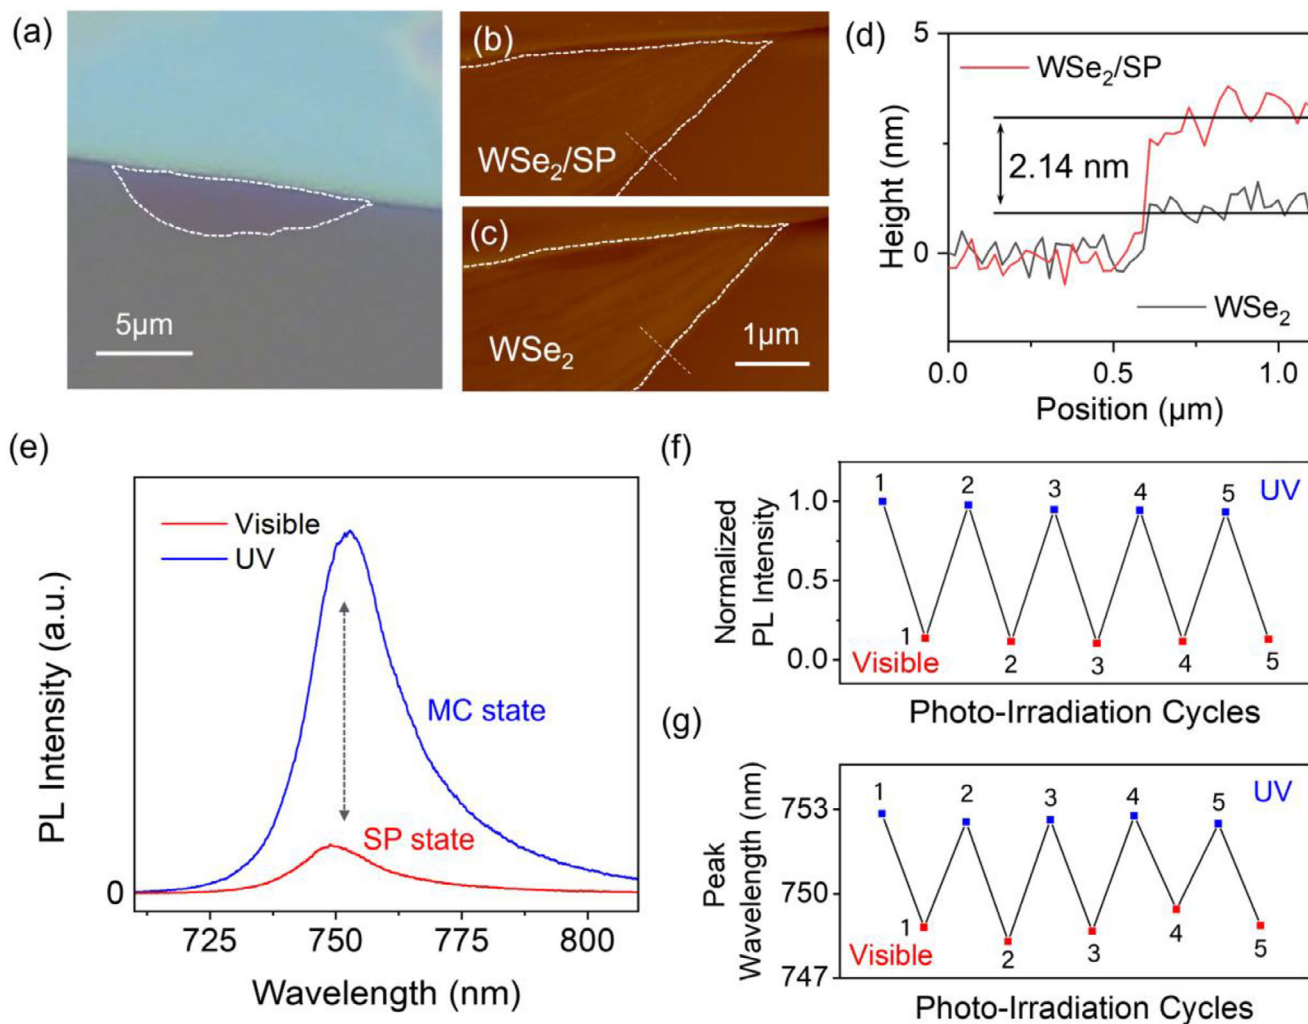 (a)
5μm
(b)
WSe₂/SP
(c)
WSe₂
1μm
(d)
5
0
Height (nm)
WSe₂/SP
2.14 nm
WSe₂
0.0
0.5
1.0
Position (μm)
(e)
Visible
UV
MC state
SP state
0
PL Intensity (a.u.)
725
750
775
800
Wavelength (nm)
(f)
Normalized
PL Intensity
1.0
0.5
0.0
1
2
3
4
5
UV
1
2
3
4
5
Visible
Photo-Irradiation Cycles
(g)
Peak
Wavelength (nm)
753
750
747
1
2
3
4
5
UV
1
2
3
4
5
Visible
Photo-Irradiation Cycles